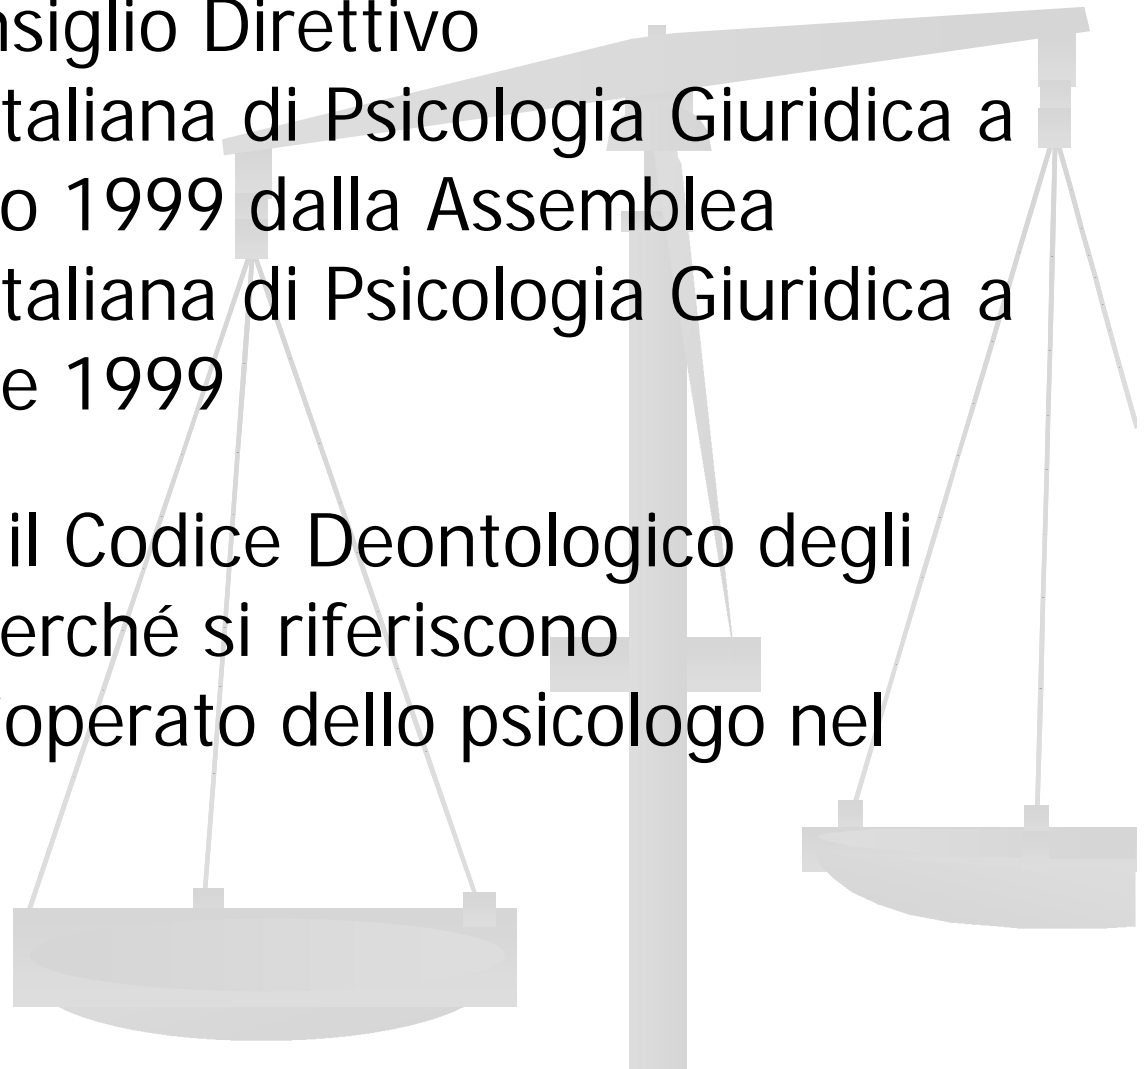 nsiglio Direttivo
taliana di Psicologia Giuridica a
o 1999 dalla Assemblea
taliana di Psicologia Giuridica a
e 1999
il Codice Deontologico degli
erché si riferiscono
operato dello psicologo nel